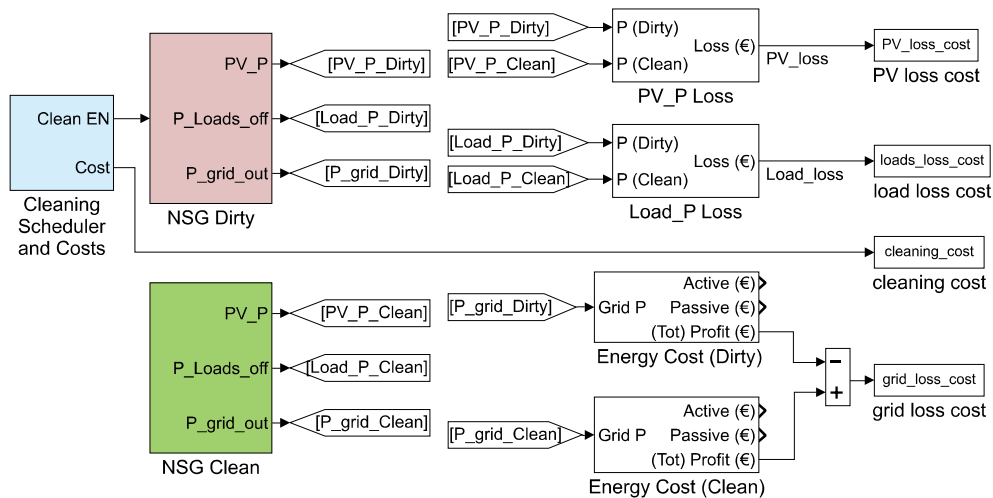 Clean EN
Cost
Cleaning
Scheduler
and Costs
PV_P
P_Loads_off
P_grid_out
NSG Dirty
[PV_P_Dirty]
[Load_P_Dirty]
[P_grid_Dirty]
[PV_P_Dirty]
[PV_P_Clean]
P (Dirty)
P (Clean)
Loss (€)
PV_P Loss
PV_loss
PV_loss_cost
PV loss cost
[Load_P_Dirty]
[Load_P_Clean]
P (Dirty)
P (Clean)
Loss (€)
Load_P Loss
Load_loss
loads_loss_cost
load loss cost
cleaning_cost
cleaning cost
PV_P
P_Loads_off
P_grid_out
NSG Clean
[PV_P_Clean]
[Load_P_Clean]
[P_grid_Clean]
[P_grid_Dirty]
Grid P
Active (€)
Passive (€)
(Tot) Profit (€)
Energy Cost (Dirty)
[P_grid_Clean]
Grid P
Active (€)
Passive (€)
(Tot) Profit (€)
Energy Cost (Clean)
−
+
grid_loss_cost
grid loss cost